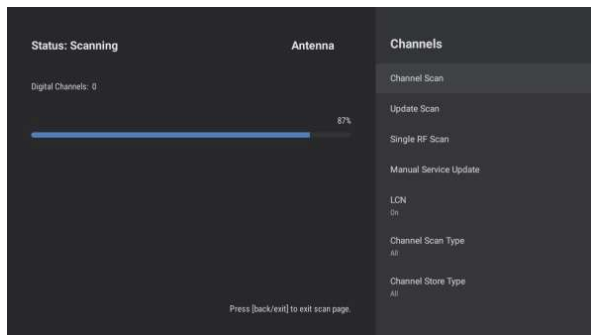 Status: Scanning
Antenna
Digital Channels: 0
87%
Press [back/exit] to exit scan page.
Channels
Channel Scan
Update Scan
Single RF Scan
Manual Service Update
LCN
On
Channel Scan Type
All
Channel Store Type
All